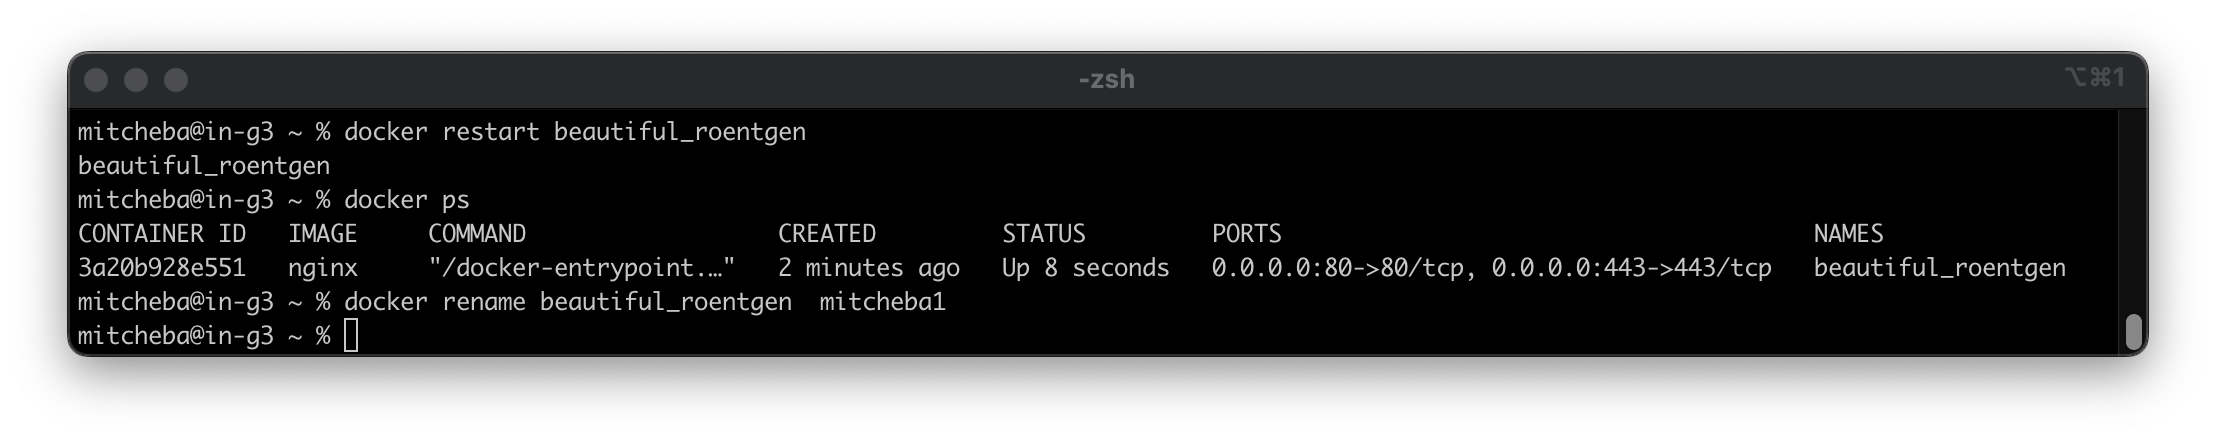 -zsh
⌥⌘1
mitcheba@in-g3 ~ % docker restart beautiful_roentgen
beautiful_roentgen
mitcheba@in-g3 ~ % docker ps
CONTAINER ID   IMAGE     COMMAND                  CREATED         STATUS         PORTS                                      NAMES
3a20b928e551   nginx     "/docker-entrypoint.…"   2 minutes ago   Up 8 seconds   0.0.0.0:80->80/tcp, 0.0.0.0:443->443/tcp   beautiful_roentgen
mitcheba@in-g3 ~ % docker rename beautiful_roentgen  mitcheba1
mitcheba@in-g3 ~ %